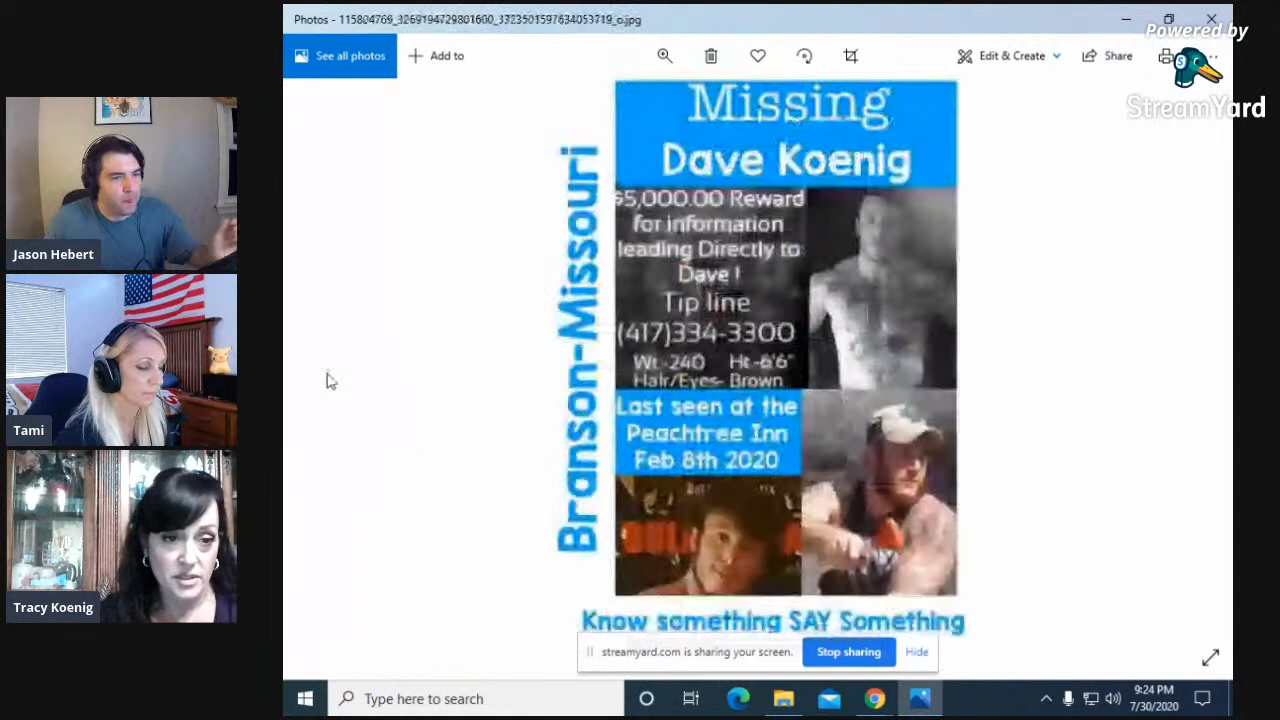 Photos - 115804769_3269194729801600_3723501597634053719_o.jpg
Powered by
StreamYard
See all photos
Add to
Edit & Create
Share
Missing
Dave Koenig
Branson-Missouri
$5,000.00 Reward
for information
leading Directly to
Dave !
Tip line
(417)334-3300
Wt.-240 Ht.-6'6"
Hair/Eyes- Brown
Last seen at the
Peachtree Inn
Feb 8th 2020
Know something SAY Something
Jason Hebert
Tami
Tracy Koenig
streamyard.com is sharing your screen.
Stop sharing
Hide
Type here to search
9:24 PM
7/30/2020